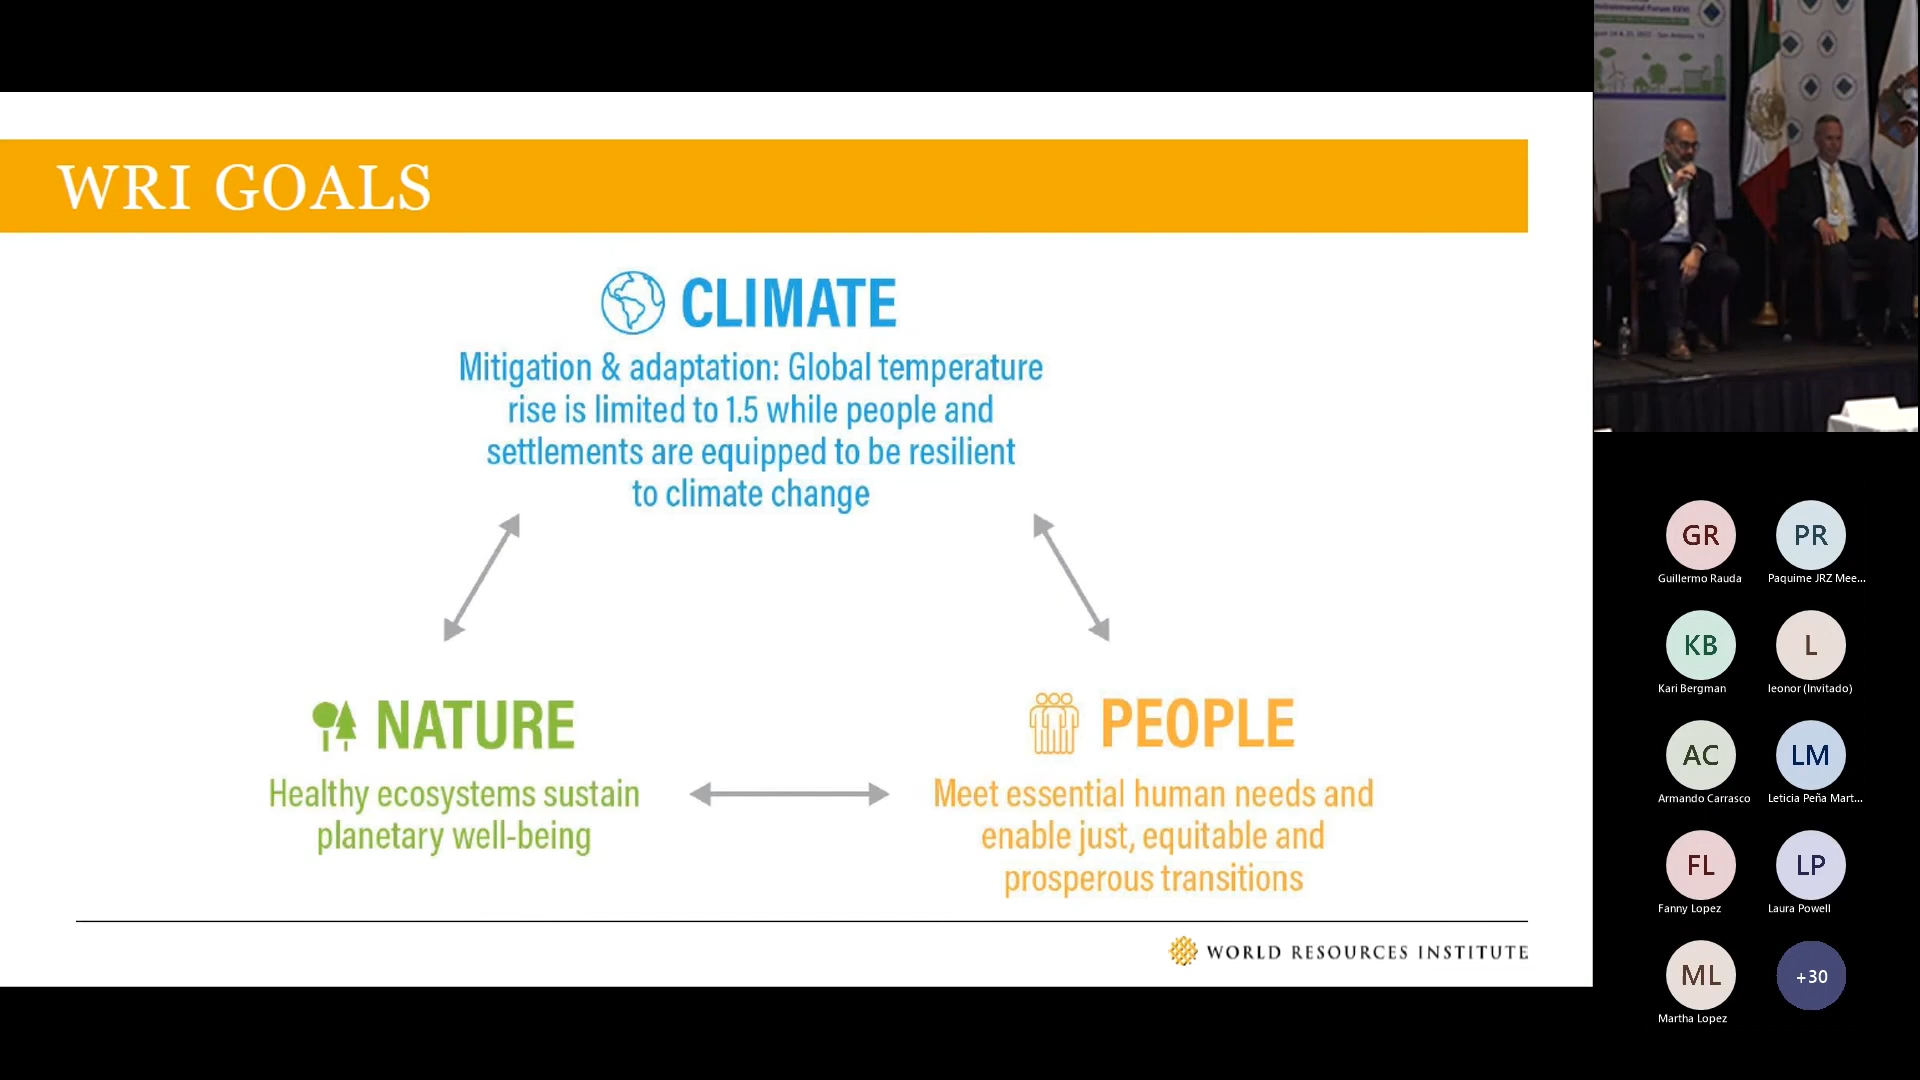 WRI GOALS
CLIMATE
Mitigation & adaptation: Global temperature
rise is limited to 1.5 while people and
settlements are equipped to be resilient
to climate change
NATURE
Healthy ecosystems sustain
planetary well-being
PEOPLE
Meet essential human needs and
enable just, equitable and
prosperous transitions
WORLD RESOURCES INSTITUTE
Environmental Forum XXVI
GR
Guillermo Rauda
PR
Paquime JRZ Mee...
KB
Kari Bergman
L
leonor (Invitado)
AC
Armando Carrasco
LM
Leticia Peña Mart...
FL
Fanny Lopez
LP
Laura Powell
ML
Martha Lopez
+30